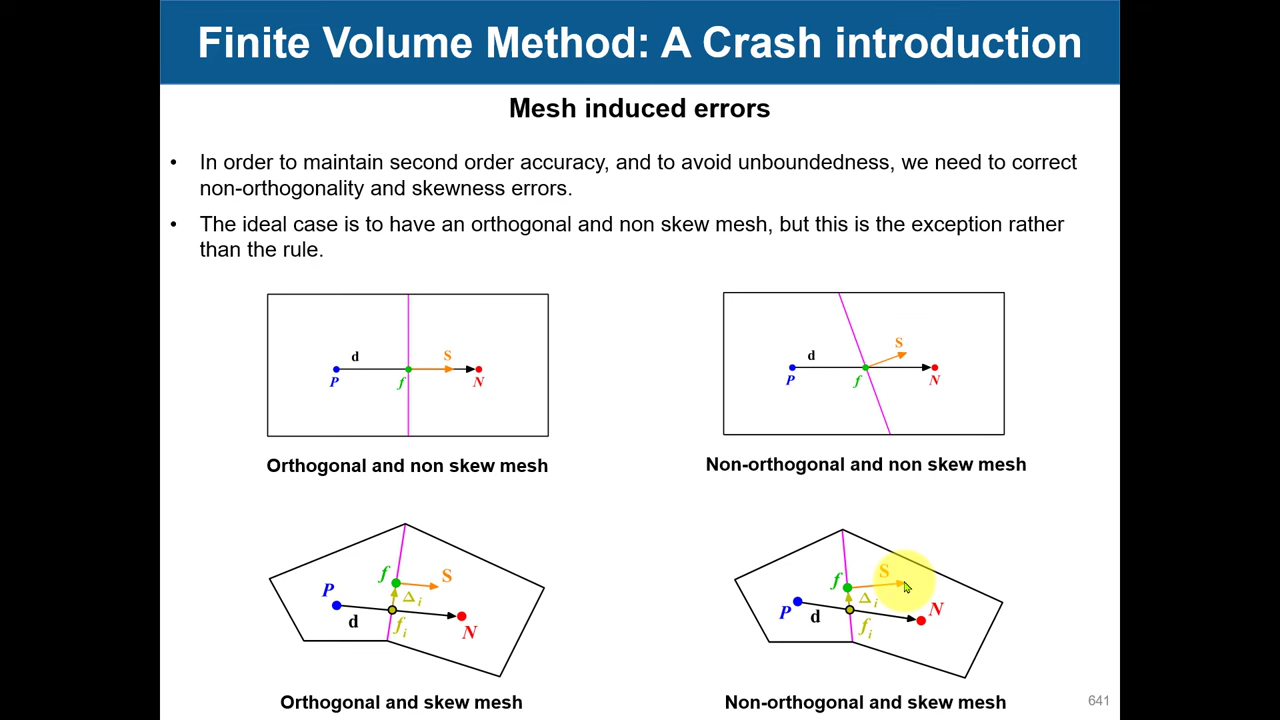 Finite Volume Method: A Crash introduction
Mesh induced errors
• In order to maintain second order accuracy, and to avoid unboundedness, we need to correct
non-orthogonality and skewness errors.
• The ideal case is to have an orthogonal and non skew mesh, but this is the exception rather
than the rule.
d S
P f N
d S
P f N
Orthogonal and non skew mesh
Non-orthogonal and non skew mesh
f S
P Δi
d fi N
f S
P Δi N
d fi
Orthogonal and skew mesh
Non-orthogonal and skew mesh
641